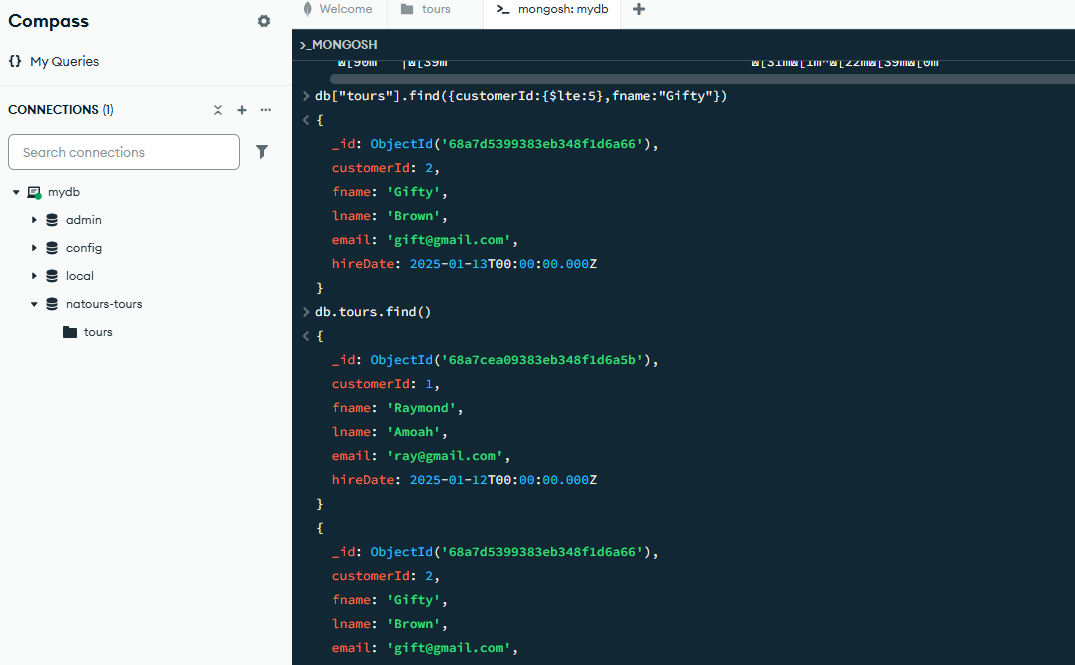 Compass
My Queries
CONNECTIONS (1)
Search connections
mydb
admin
config
local
natours-tours
tours
Welcome
tours
>_ mongosh: mydb
>_MONGOSH
> db["tours"].find({customerId:{$lte:5},fname:"Gifty"})
< {
_id: ObjectId('68a7d5399383eb348f1d6a66'),
customerId: 2,
fname: 'Gifty',
lname: 'Brown',
email: 'gift@gmail.com',
hireDate: 2025-01-13T00:00:00.000Z
}
> db.tours.find()
< {
_id: ObjectId('68a7cea09383eb348f1d6a5b'),
customerId: 1,
fname: 'Raymond',
lname: 'Amoah',
email: 'ray@gmail.com',
hireDate: 2025-01-12T00:00:00.000Z
}
{
_id: ObjectId('68a7d5399383eb348f1d6a66'),
customerId: 2,
fname: 'Gifty',
lname: 'Brown',
email: 'gift@gmail.com',